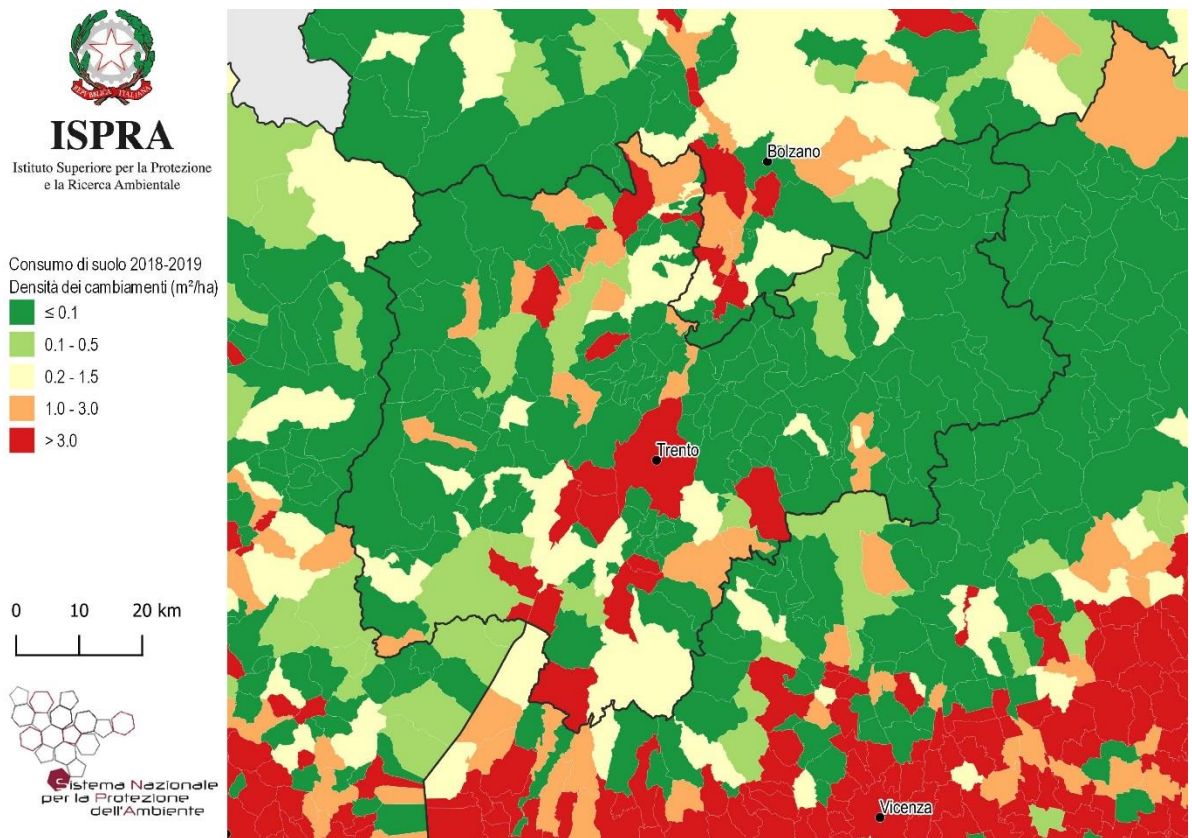 REPVBBLICA ITALIANA
ISPRA
Istituto Superiore per la Protezione
e la Ricerca Ambientale
Consumo di suolo 2018-2019
Densità dei cambiamenti (m²/ha)
≤ 0.1
0.1 - 0.5
0.2 - 1.5
1.0 - 3.0
> 3.0
0 10 20 km
Sistema Nazionale
per la Protezione
dell'Ambiente
Bolzano
Trento
Vicenza